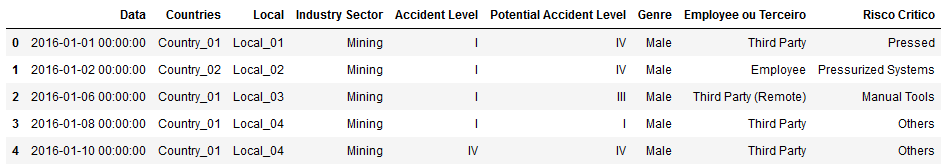 Data Countries Local Industry Sector Accident Level Potential Accident Level Genre Employee ou Terceiro Risco Critico
0 2016-01-01 00:00:00 Country_01 Local_01 Mining I IV Male Third Party Pressed
1 2016-01-02 00:00:00 Country_02 Local_02 Mining I IV Male Employee Pressurized Systems
2 2016-01-06 00:00:00 Country_01 Local_03 Mining I III Male Third Party (Remote) Manual Tools
3 2016-01-08 00:00:00 Country_01 Local_04 Mining I I Male Third Party Others
4 2016-01-10 00:00:00 Country_01 Local_04 Mining IV IV Male Third Party Others